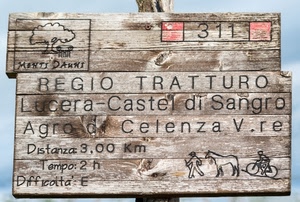 311
Menti Dauni
REGIO TRATTURO
Lucera-Castel di Sangro
Agro di Celenza V.re
Distanza: 3,00 Km
Tempo: 2 h
Difficoltà: E